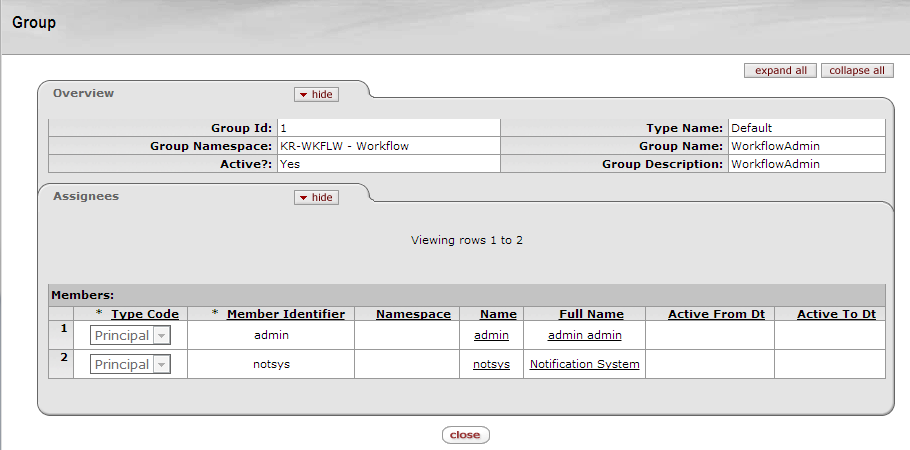 Group
expand all collapse all
Overview hide
Group Id: 1 Type Name: Default
Group Namespace: KR-WKFLW - Workflow Group Name: WorkflowAdmin
Active?: Yes Group Description: WorkflowAdmin
Assignees hide
Viewing rows 1 to 2
Members:
* Type Code * Member Identifier Namespace Name Full Name Active From Dt Active To Dt
1 Principal admin admin admin admin
2 Principal notsys notsys Notification System
close